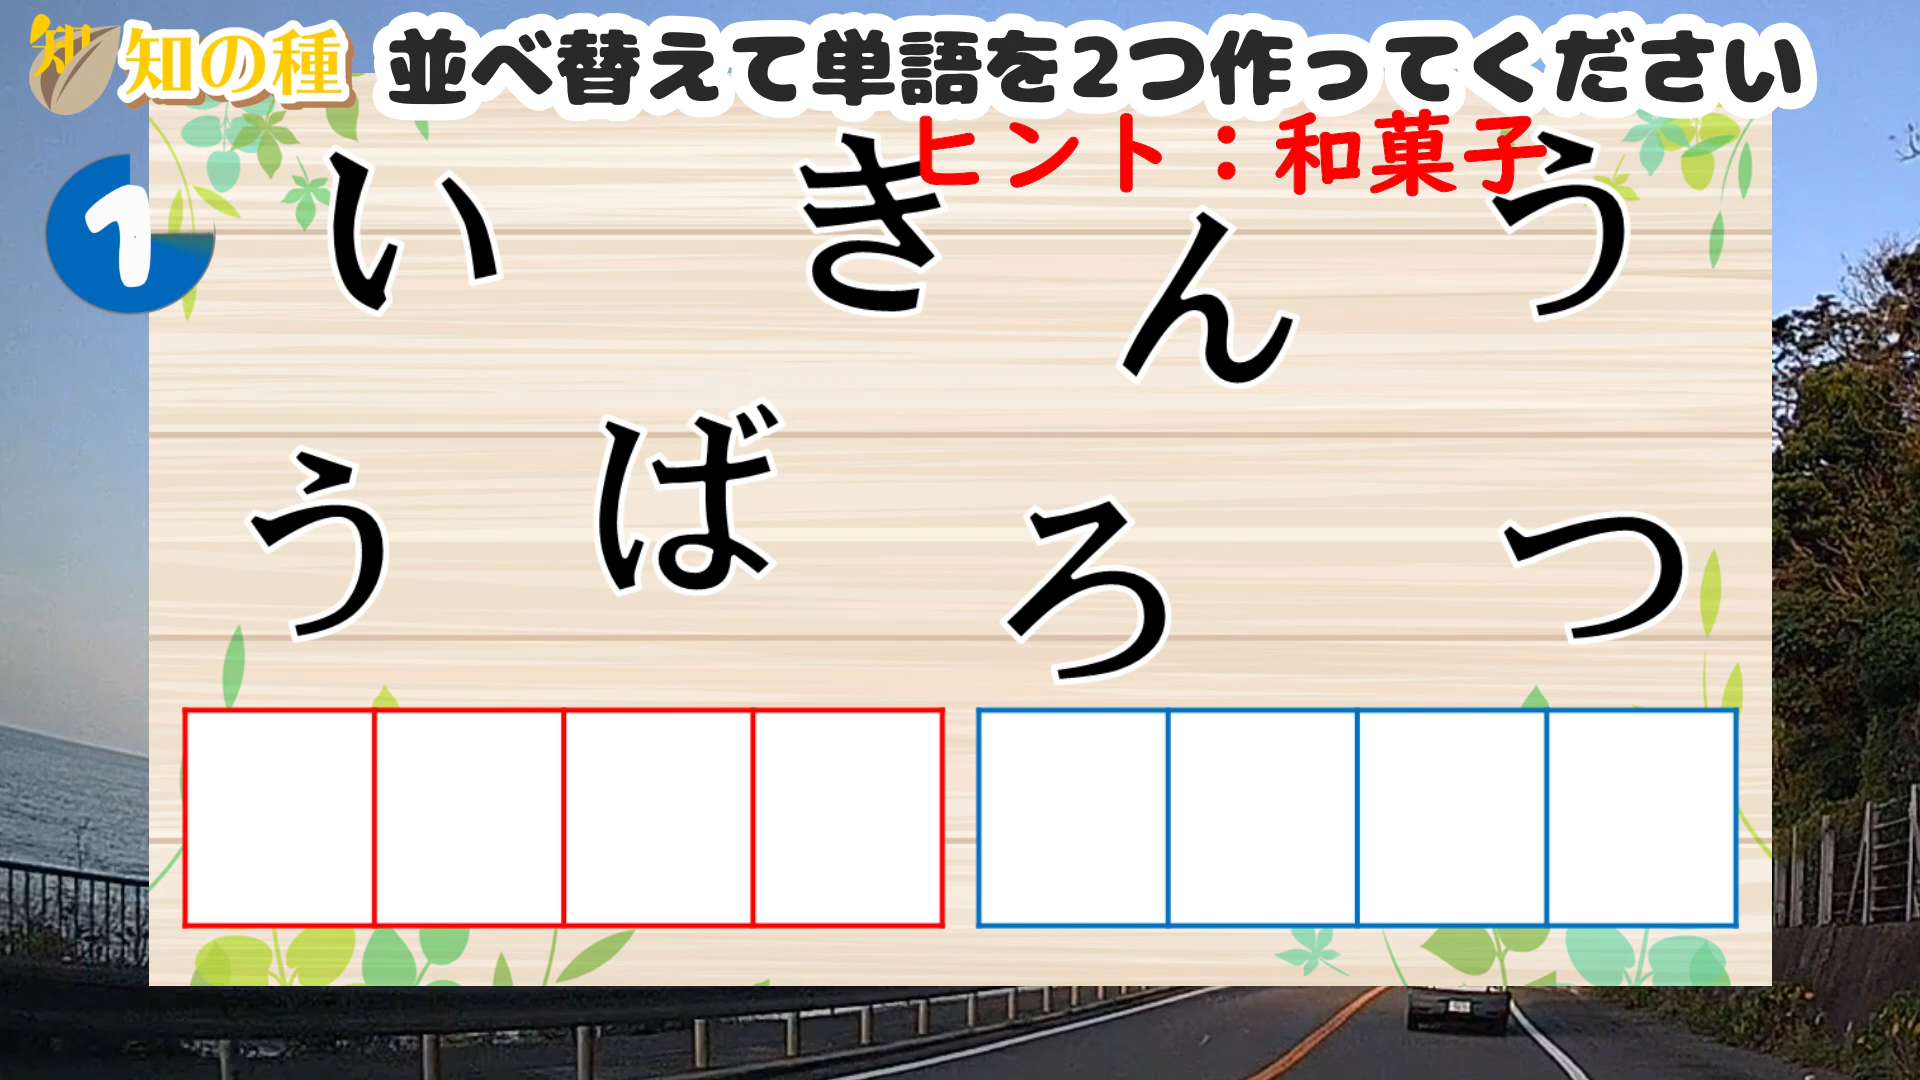 知 知の種 並べ替えて単語を2つ作ってください
ヒント：和菓子
1
い き ん う
う ば ろ つ